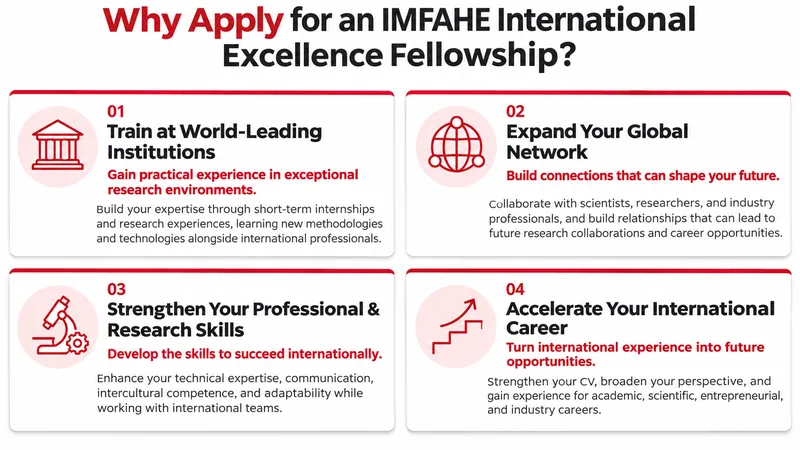 Why Apply for an IMFAHE International
Excellence Fellowship?
01
Train at World-Leading
Institutions
Gain practical experience in exceptional
research environments.
Build your expertise through short-term internships
and research experiences, learning new methodologies
and technologies alongside international professionals.
02
Expand Your Global
Network
Build connections that can shape your future.
Collaborate with scientists, researchers, and industry
professionals, and build relationships that can lead to
future research collaborations and career opportunities.
03
Strengthen Your Professional &
Research Skills
Develop the skills to succeed internationally.
Enhance your technical expertise, communication,
intercultural competence, and adaptability while
working with international teams.
04
Accelerate Your International
Career
Turn international experience into future
opportunities.
Strengthen your CV, broaden your perspective, and
gain experience for academic, scientific, entrepreneurial,
and industry careers.